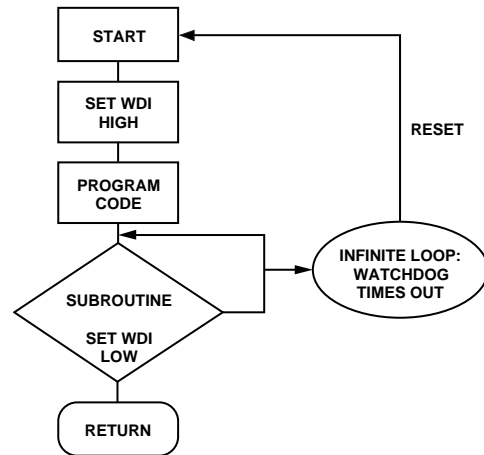 START
SET WDI
HIGH
RESET
PROGRAM
CODE
INFINITE LOOP:
WATCHDOG
TIMES OUT
SUBROUTINE
SET WDI
LOW
RETURN